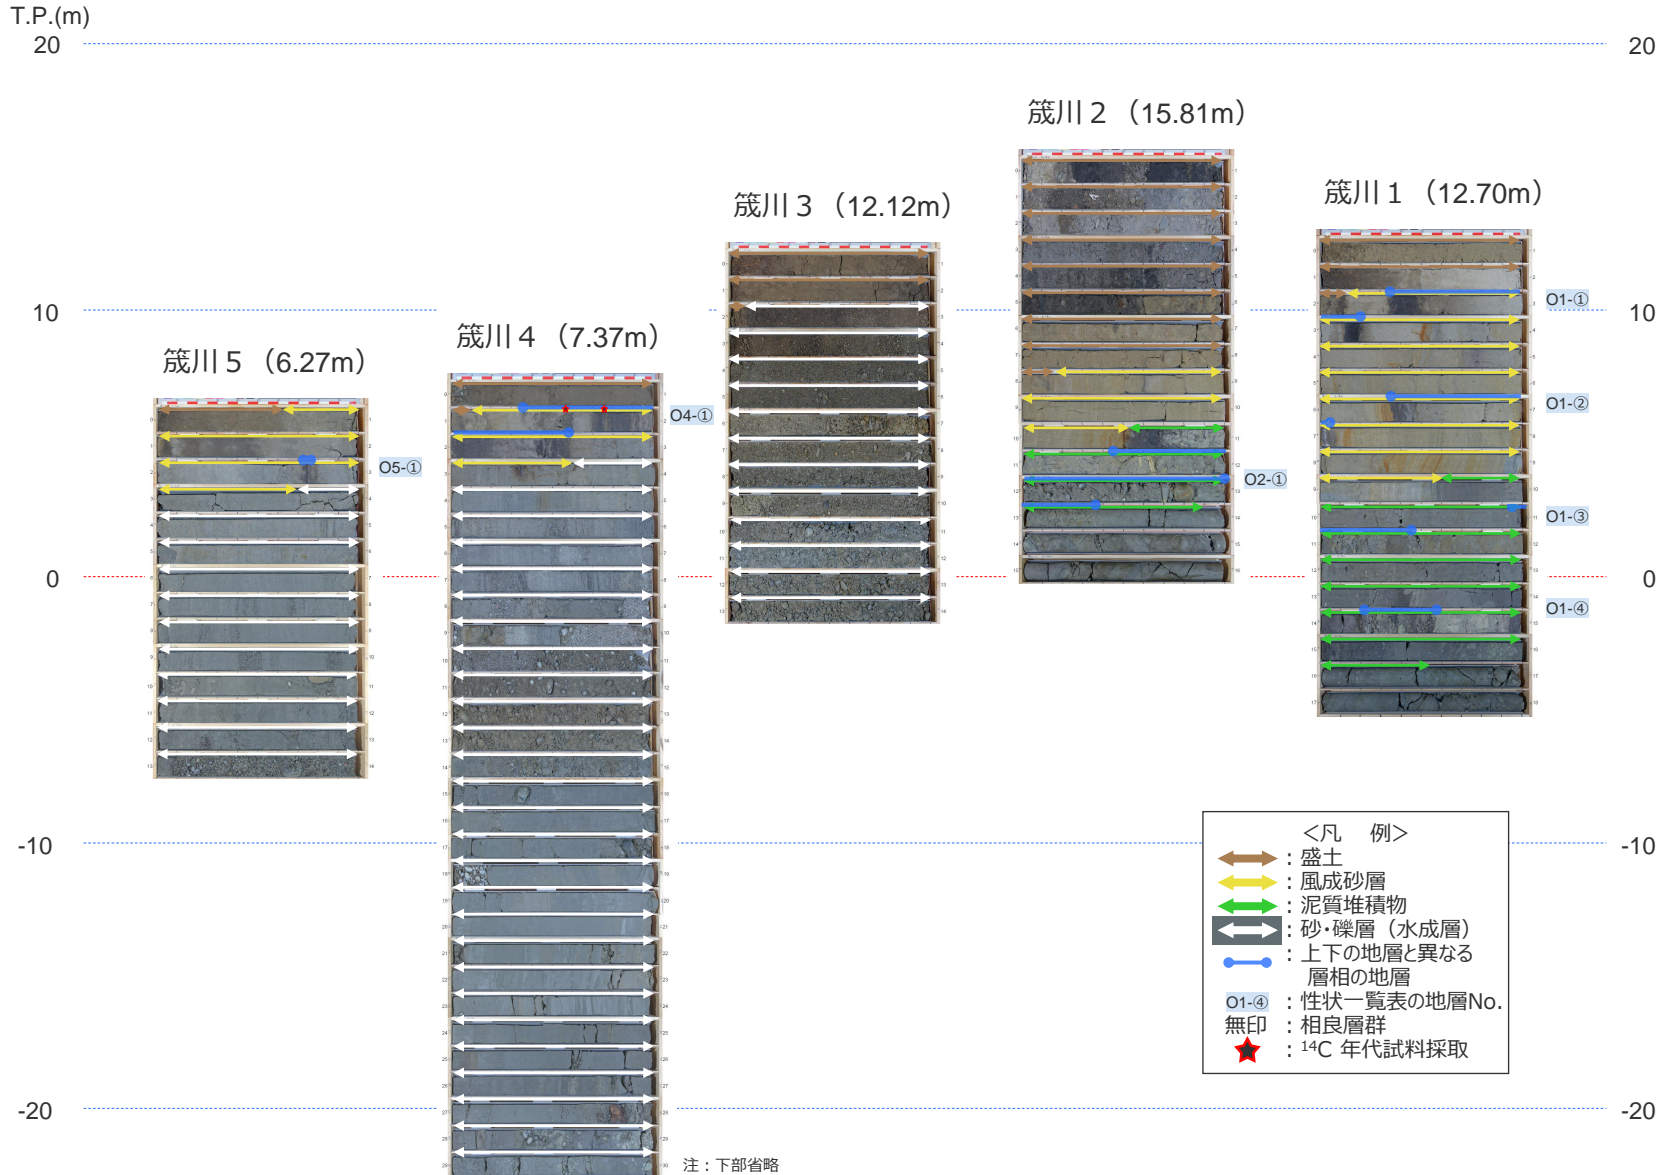 T.P.(m)
20
20
筬川２（15.81m）
筬川３（12.12m）
筬川１（12.70m）
O1-①
10
10
筬川４（7.37m）
筬川５（6.27m）
O1-②
O4-①
O5-①
O2-①
O1-③
0
0
O1-④
-10
-10
＜凡　例＞
：盛土
：風成砂層
：泥質堆積物
：砂・礫層（水成層）
：上下の地層と異なる
層相の地層
O1-④：性状一覧表の地層No.
無印：相良層群
：14C 年代試料採取
-20
-20
注：下部省略